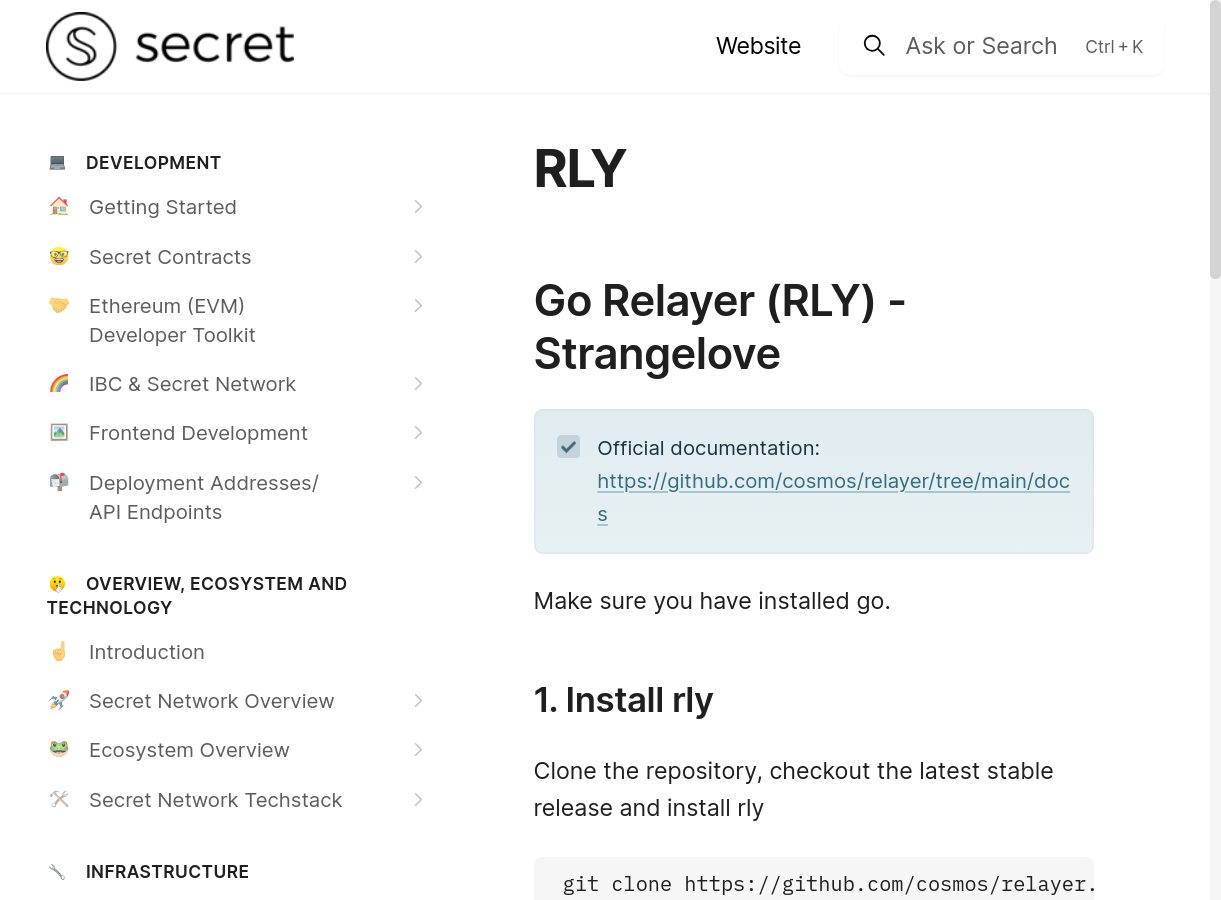 secret
Website
Ask or Search
Ctrl + K
DEVELOPMENT
Getting Started
Secret Contracts
Ethereum (EVM)
Developer Toolkit
IBC & Secret Network
Frontend Development
Deployment Addresses/
API Endpoints
OVERVIEW, ECOSYSTEM AND
TECHNOLOGY
Introduction
Secret Network Overview
Ecosystem Overview
Secret Network Techstack
INFRASTRUCTURE
RLY
Go Relayer (RLY) -
Strangelove
Official documentation:
https://github.com/cosmos/relayer/tree/main/doc
s
Make sure you have installed go.
1. Install rly
Clone the repository, checkout the latest stable
release and install rly
git clone https://github.com/cosmos/relayer.